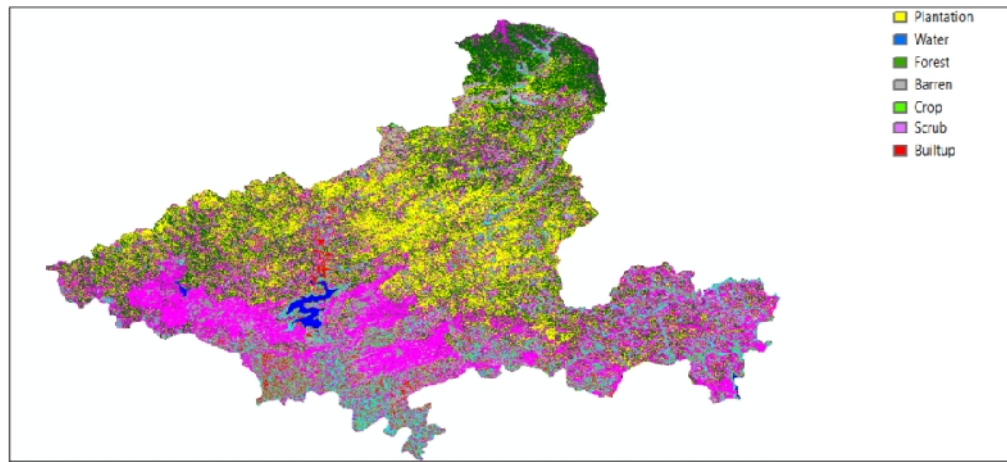 Plantation
Water
Forest
Barren
Crop
Scrub
Builtup